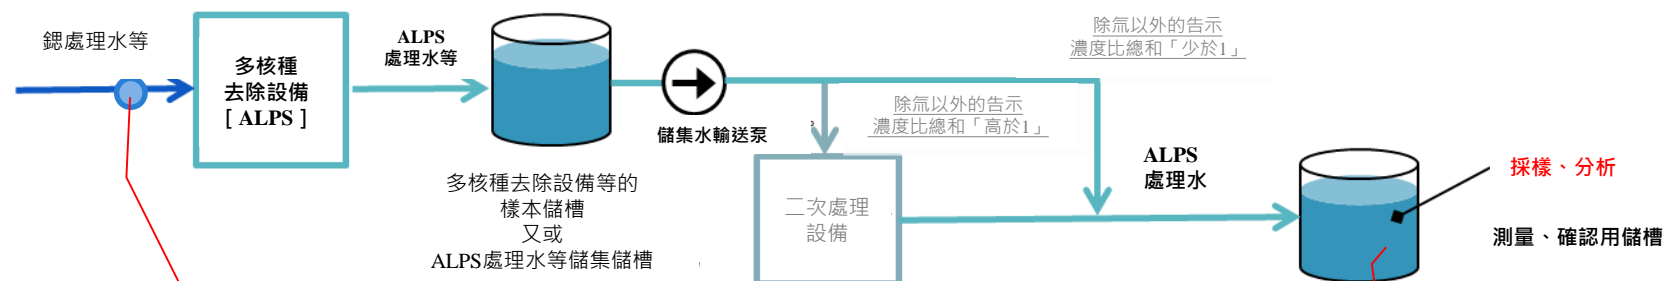 鍶處理水等
多核種
去除設備
[ ALPS ]
ALPS
處理水等
多核種去除設備等的
樣本儲槽
又或
ALPS處理水等儲集儲槽
儲集水輸送泵
除氚以外的告示
濃度比總和「少於1」
除氚以外的告示
濃度比總和「高於1」
二次處理
設備
ALPS
處理水
採樣、分析
測量、確認用儲槽